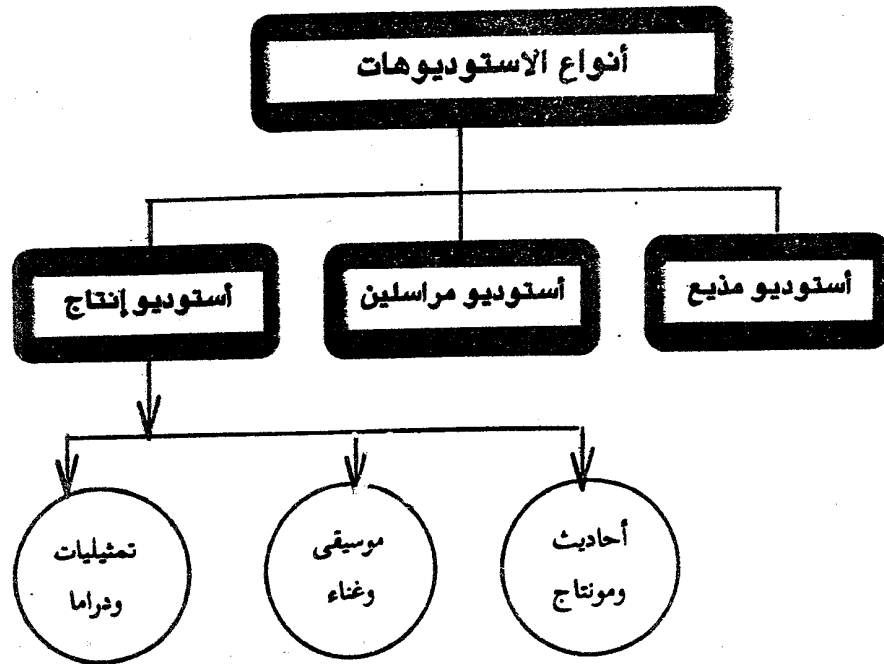 أنواع الاستوديوهات
أستوديو مذيع
أستوديو مراسلين
أستوديو إنتاج
أحاديث
ومونتاج
موسيقى
وغناء
تمثيليات
ودراما